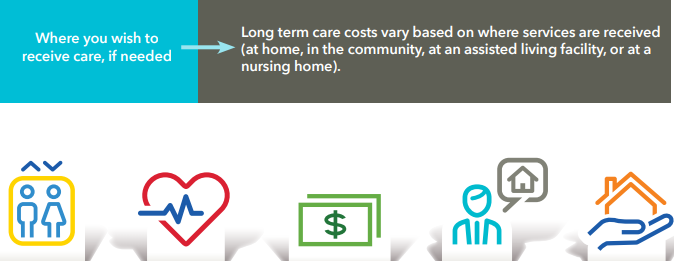 Where you wish to
receive care, if needed
Long term care costs vary based on where services are received
(at home, in the community, at an assisted living facility, or at a
nursing home).
$